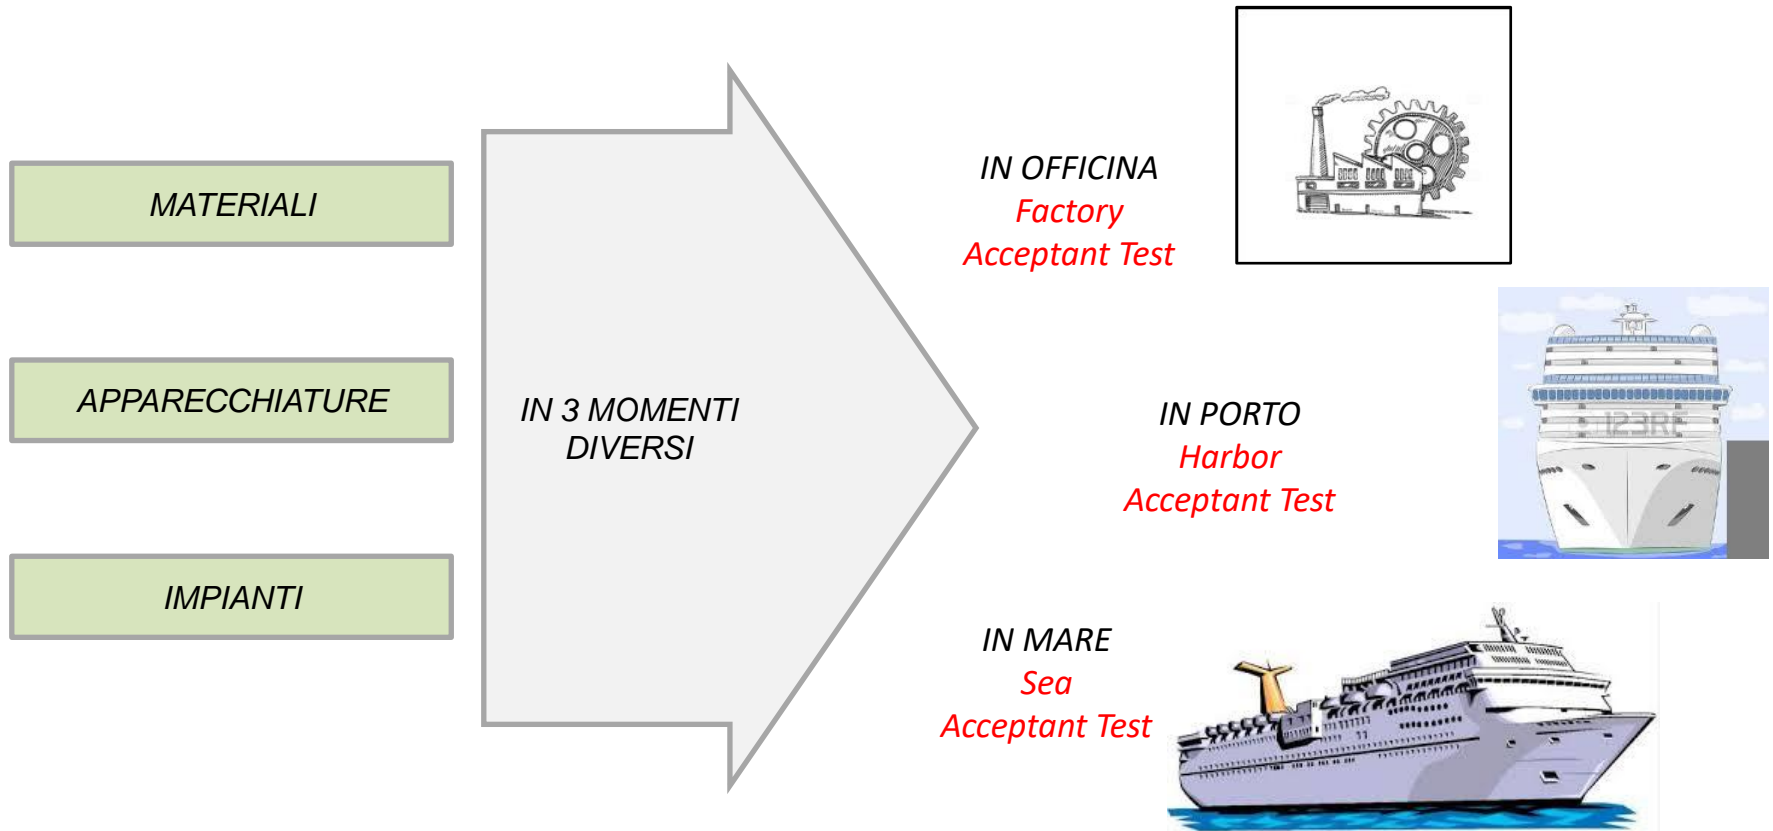 MATERIALI
APPARECCHIATURE
IMPIANTI
IN 3 MOMENTI
DIVERSI
IN OFFICINA
Factory
Acceptant Test
IN PORTO
Harbor
Acceptant Test
IN MARE
Sea
Acceptant Test
123RF